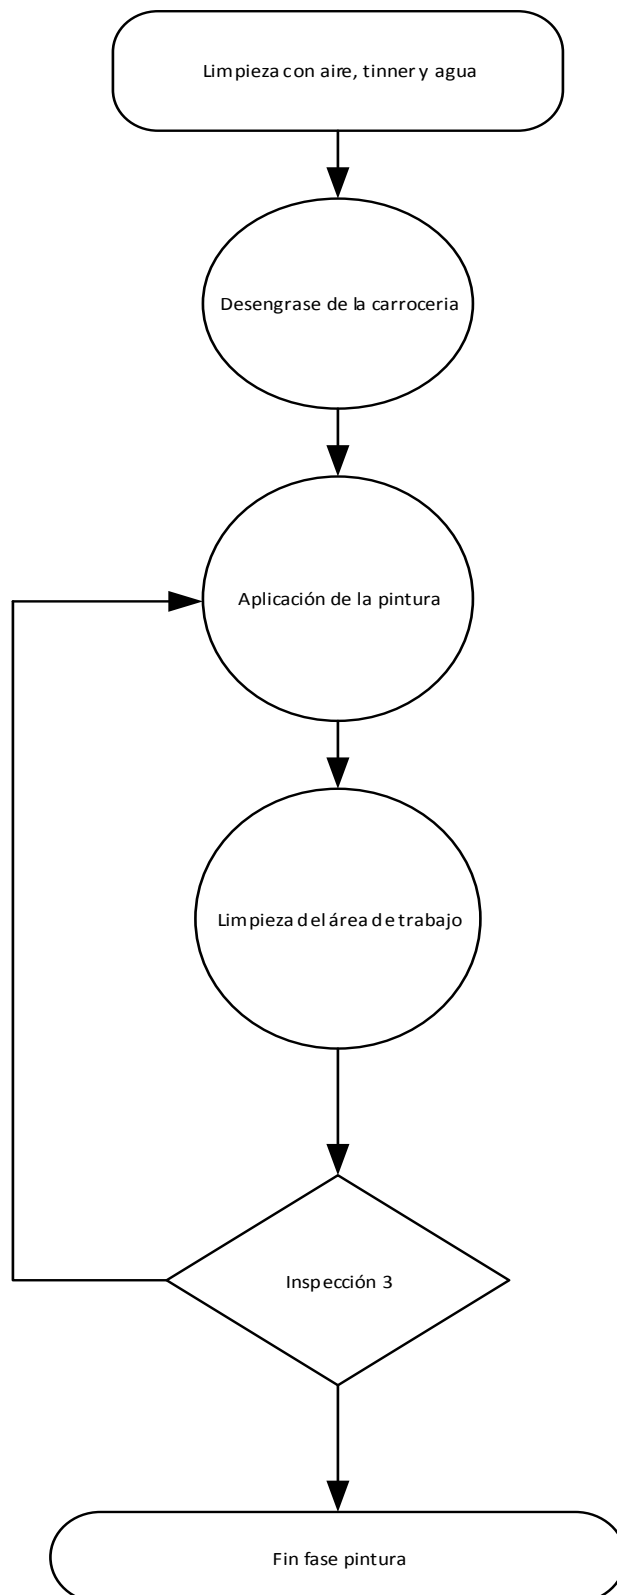 Limpieza con aire, tinner y agua
Desengrase de la carroceria
Aplicación de la pintura
Limpieza del área de trabajo
Inspección 3
Fin fase pintura